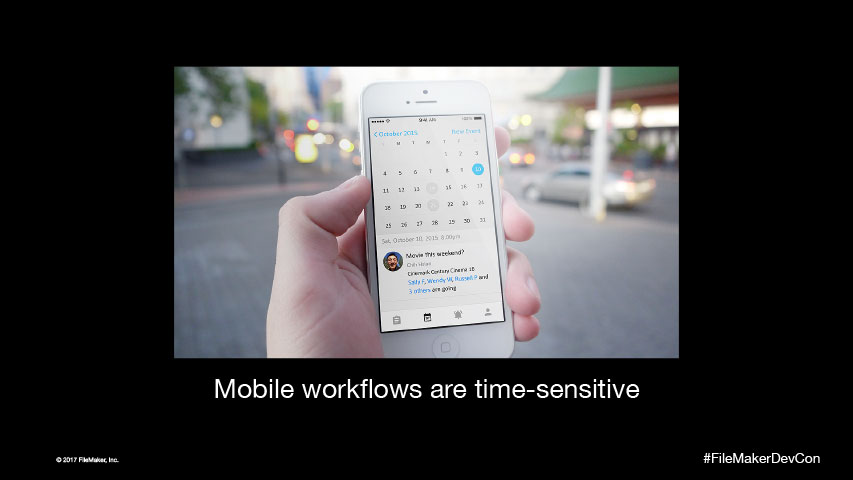 9:41 AM 100%
October 2015 New Event
1 2 3
4 5 6 7 8 9 10
11 12 13 14 15 16 17
18 19 20 21 22 23 24
25 26 27 28 29 30 31
Sat, October 10, 2015, 8:00pm
Movie this weekend?
Cinemark Century Cinema 16
Sally F, Wendy W, Russell P and
3 others are going
Mobile workflows are time-sensitive
© 2017 FileMaker, Inc.
#FileMakerDevCon